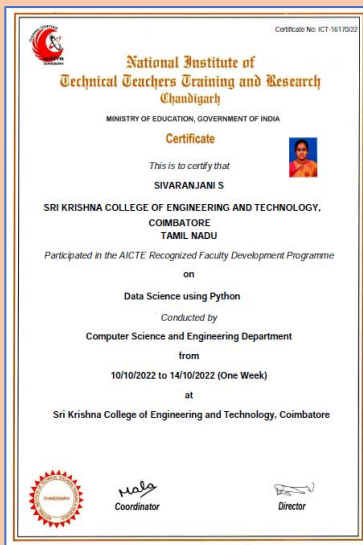 Certificate No: ICT-16170/22
National Institute of
Technical Teachers Training and Research
Chandigarh
MINISTRY OF EDUCATION, GOVERNMENT OF INDIA
Certificate
This is to certify that
SIVARANJANI S
SRI KRISHNA COLLEGE OF ENGINEERING AND TECHNOLOGY,
COIMBATORE
TAMIL NADU
Participated in the AICTE Recognized Faculty Development Programme
on
Data Science using Python
Conducted by
Computer Science and Engineering Department
from
10/10/2022 to 14/10/2022 (One Week)
at
Sri Krishna College of Engineering and Technology, Coimbatore
CHANDIGARH
Mala
Coordinator
Director